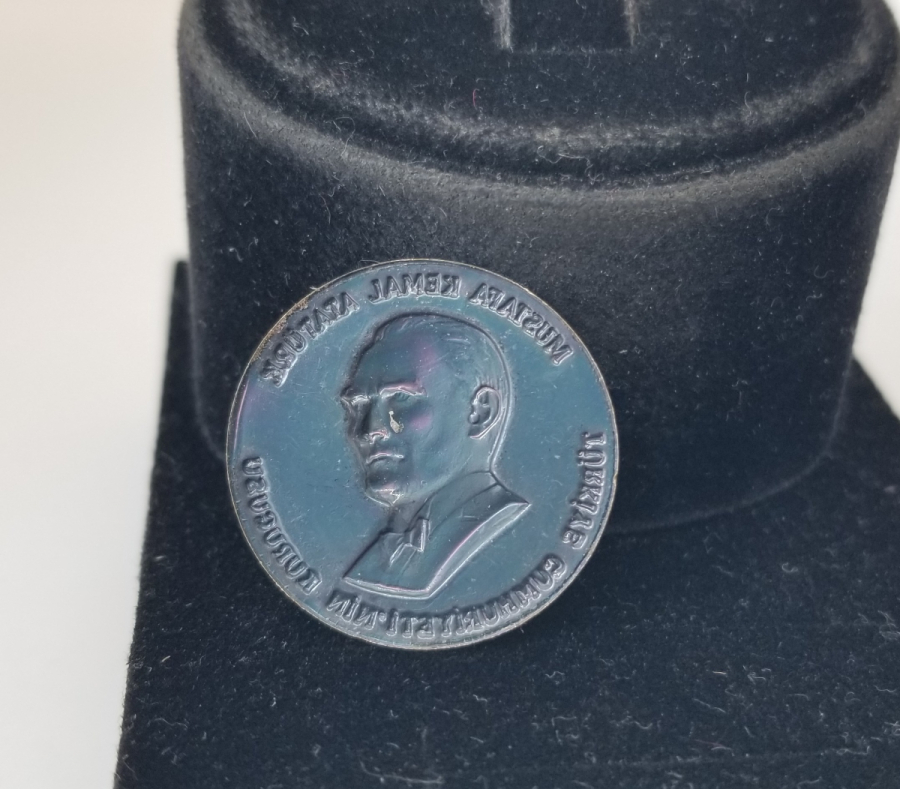 MUSTAFA KEMAL ATATÜRK
TÜRKİYE CUMHURİYETİ'NİN KURUCUSU